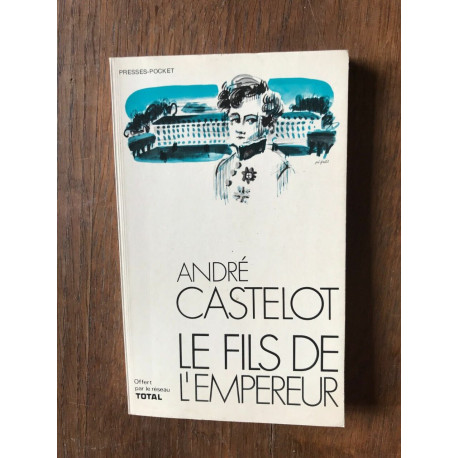 PRESSES-POCKET
ANDRÉ
CASTELOT
LE FILS DE
L'EMPEREUR
Offert
par le réseau
TOTAL